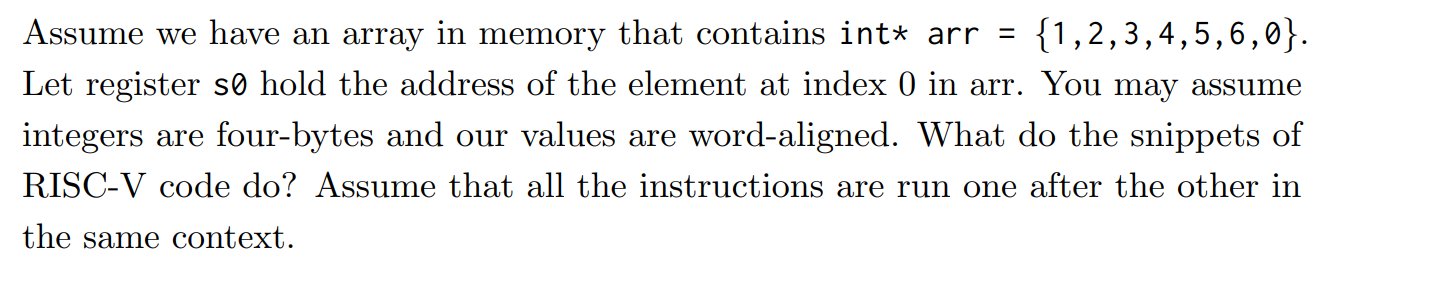 Assume we have an array in memory that contains int* arr = {1,2,3,4,5,6,0}.
Let register s0 hold the address of the element at index 0 in arr. You may assume
integers are four-bytes and our values are word-aligned. What do the snippets of
RISC-V code do? Assume that all the instructions are run one after the other in
the same context.